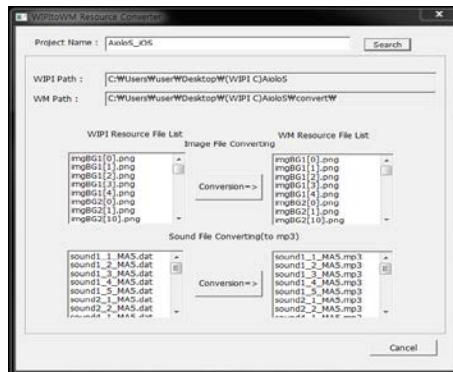 WIPItoWM Resource Converter
Project Name :
AioloS_iOS
Search
WIPI Path :
C:₩Users₩user₩Desktop₩(WIPI C)AioloS
WM Path :
C:₩Users₩user₩Desktop₩(WIPI C)AioloS₩convert₩
WIPI Resource File List
WM Resource File List
Image File Converting
imgBG1[0].png
imgBG1[1].png
imgBG1[2].png
imgBG1[3].png
imgBG1[4].png
imgBG2[0].png
imgBG2[1].png
imgBG2[10].png
Conversion=>
imgBG1[0].png
imgBG1[1].png
imgBG1[2].png
imgBG1[3].png
imgBG1[4].png
imgBG2[0].png
imgBG2[1].png
imgBG2[10].png
Sound File Converting(to mp3)
sound1_1_MA5.dat
sound1_2_MA5.dat
sound1_3_MA5.dat
sound1_4_MA5.dat
sound1_5_MA5.dat
sound2_1_MA5.dat
sound2_2_MA5.dat
Conversion=>
sound1_1_MA5.mp3
sound1_2_MA5.mp3
sound1_3_MA5.mp3
sound1_4_MA5.mp3
sound1_5_MA5.mp3
sound2_1_MA5.mp3
sound2_2_MA5.mp3
Cancel